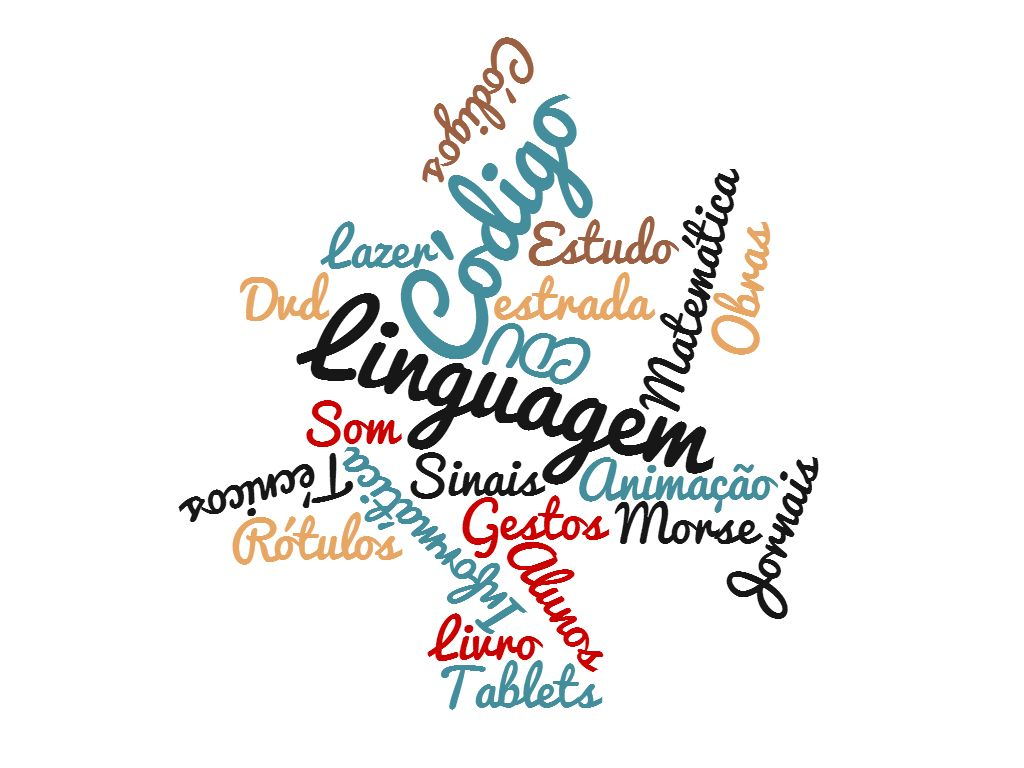 Códigos
Código
Lazer
Estudo
Matemática
Obras
Dvd
estrada
CDU
Linguagem
Som
Técnicos
Informática
Sinais
Animação
Jornais
Rótulos
Gestos
Morse
Alunos
Livro
Tablets